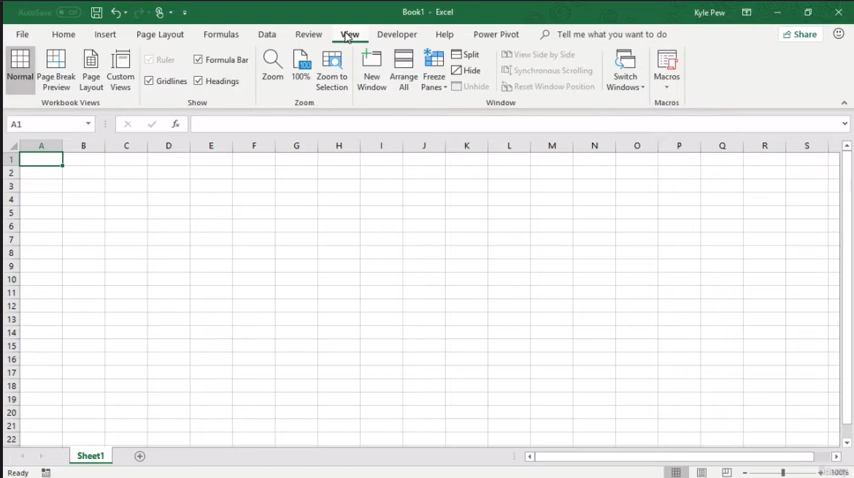 AutoSave Off Book1 - Excel Kyle Pew
File Home Insert Page Layout Formulas Data Review View Developer Help Power Pivot Tell me what you want to do Share
Normal Page Break Preview Page Layout Custom Views
Ruler Formula Bar
Gridlines Headings
Zoom 100% Zoom to Selection
New Window Arrange All Freeze Panes
Split
Hide
Unhide
View Side by Side
Synchronous Scrolling
Reset Window Position
Switch Windows
Macros
Workbook Views Show Zoom Window Macros
A1 fx
A B C D E F G H I J K L M N O P Q R S
1
2
3
4
5
6
7
8
9
10
11
12
13
14
15
16
17
18
19
20
21
22
Sheet1
Ready 100%